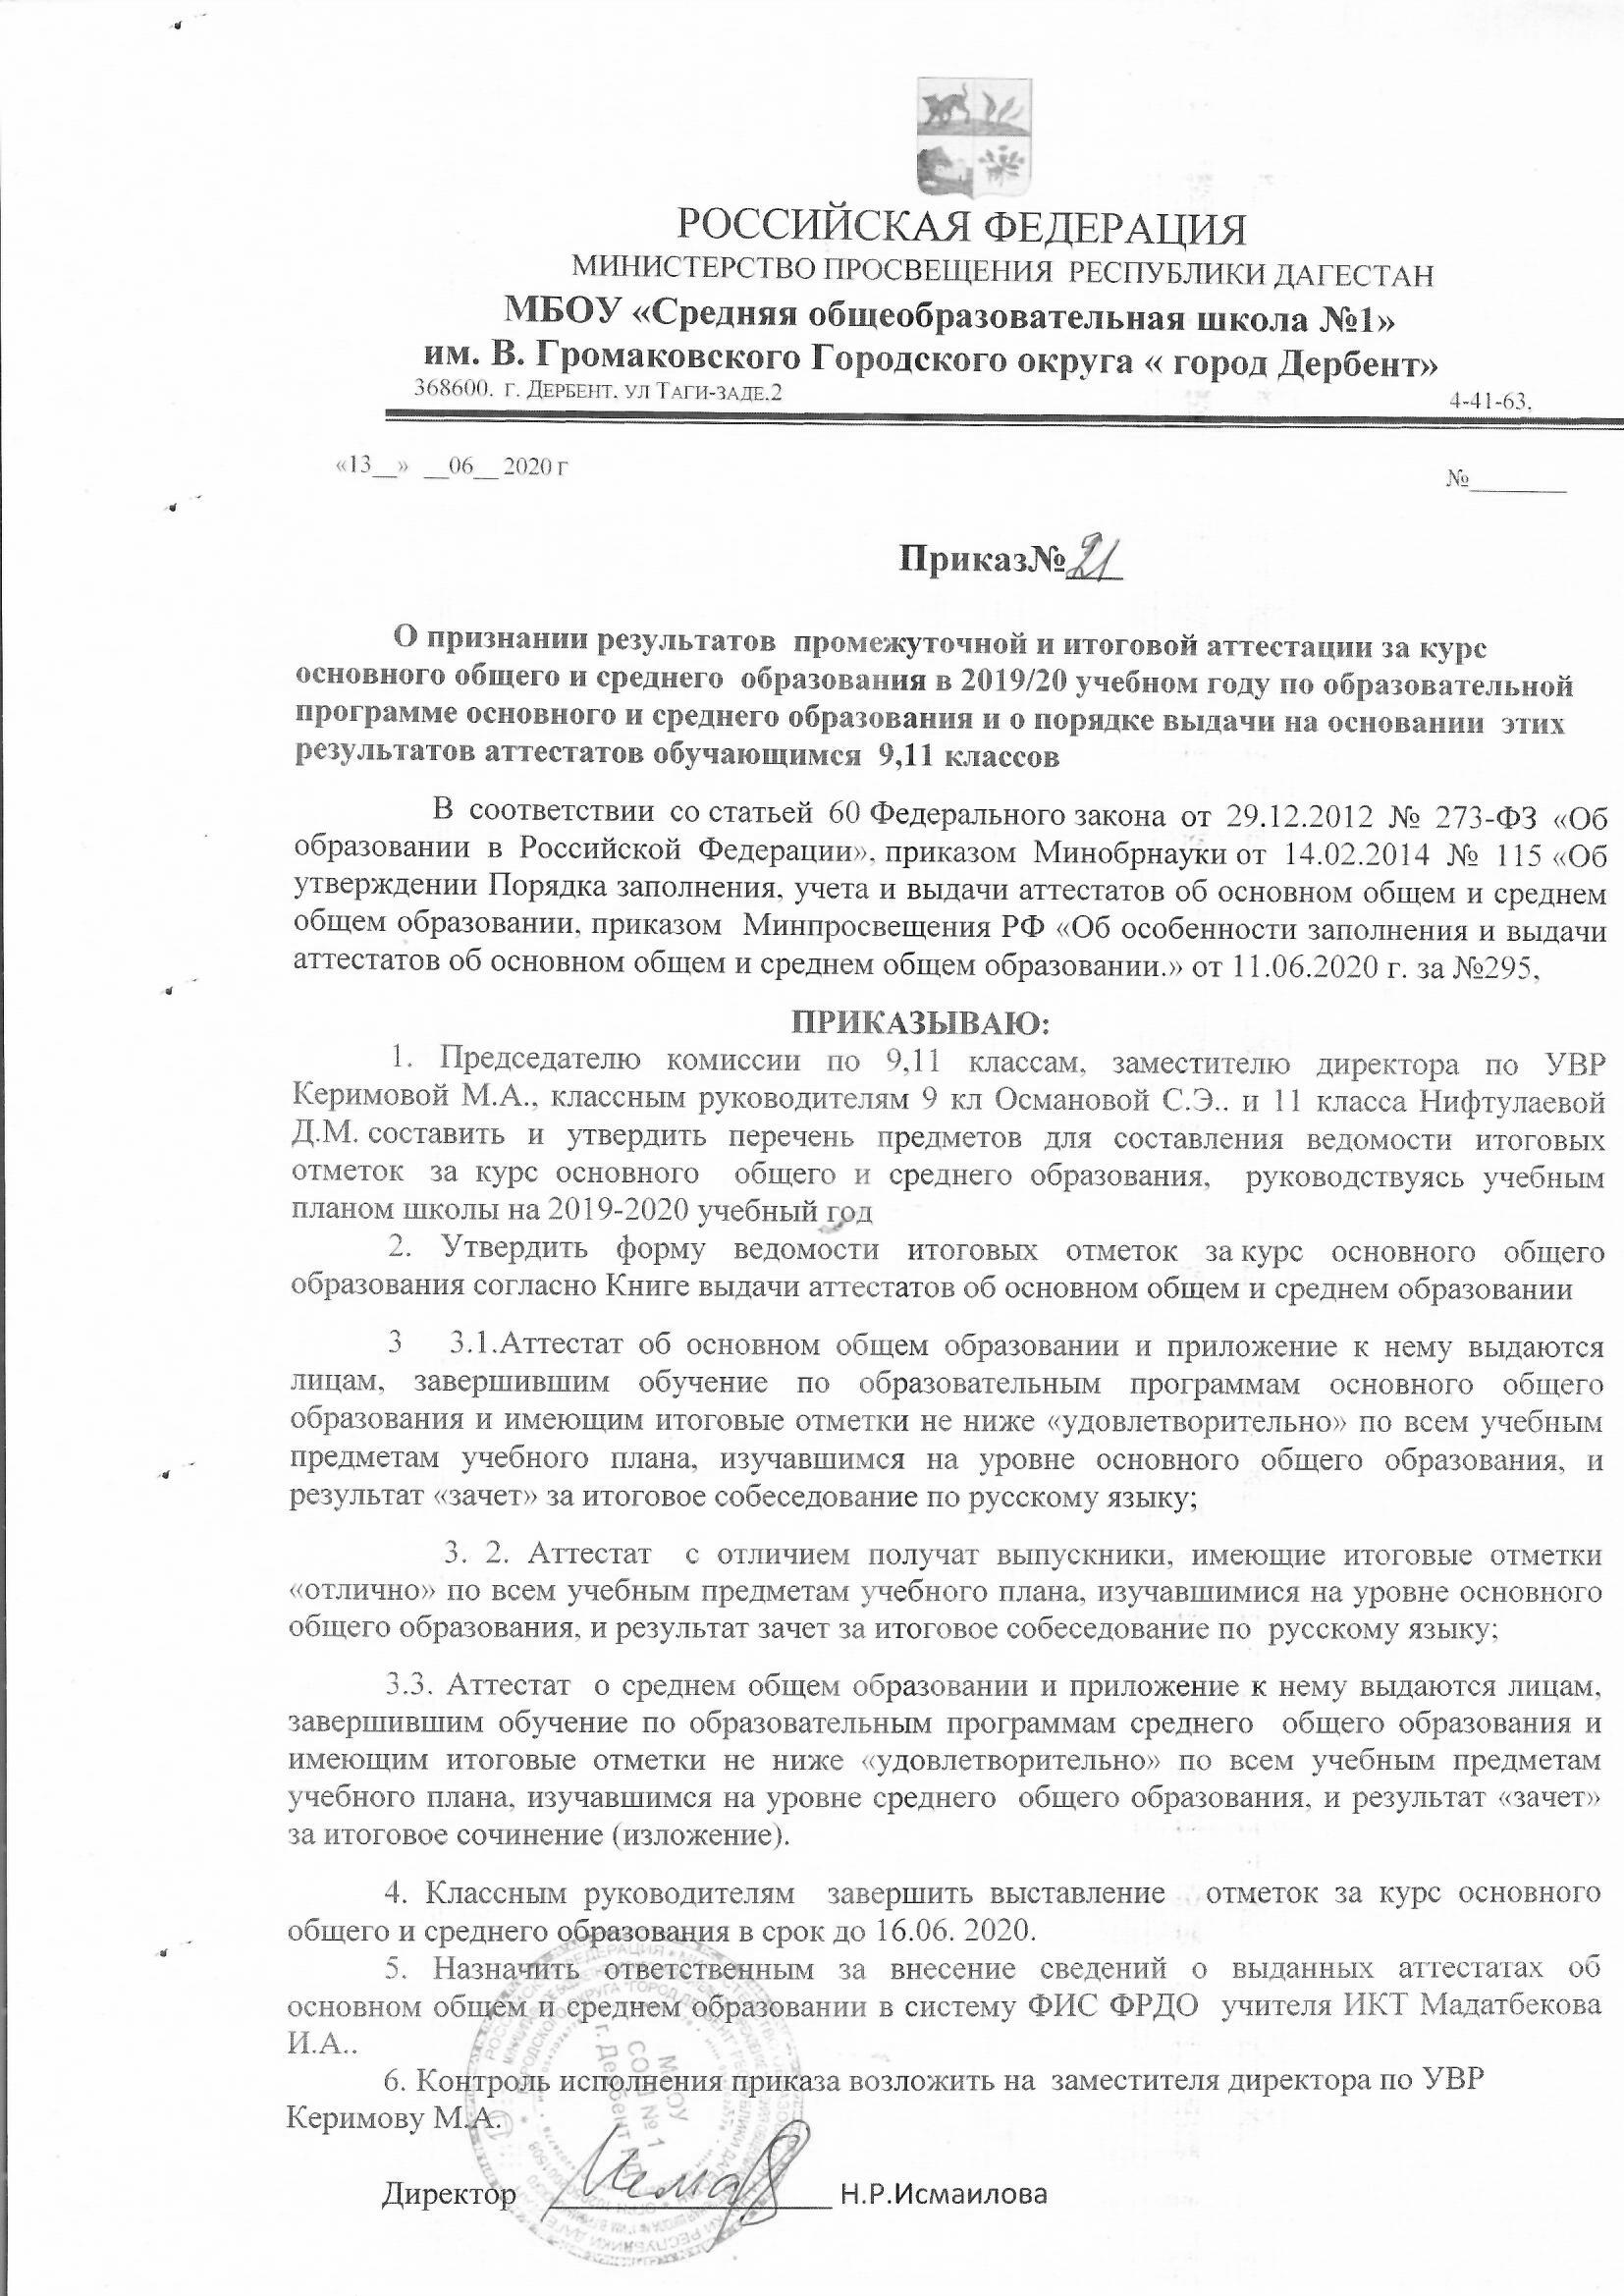 РОССИЙСКАЯ ФЕДЕРАЦИЯ
МИНИСТЕРСТВО ПРОСВЕЩЕНИЯ РЕСПУБЛИКИ ДАГЕСТАН
МБОУ «Средняя общеобразовательная школа №1»
им. В. Громаковского Городского округа « город Дербент»
368600. г. Дербент. ул Таги-заде.2 4-41-63,
«13__» __06__ 2020 г №________
Приказ№ 21
О признании результатов промежуточной и итоговой аттестации за курс
основного общего и среднего образования в 2019/20 учебном году по образовательной
программе основного и среднего образования и о порядке выдачи на основании этих
результатов аттестатов обучающимся 9,11 классов
В соответствии со статьей 60 Федерального закона от 29.12.2012 № 273-ФЗ «Об
образовании в Российской Федерации», приказом Минобрнауки от 14.02.2014 № 115 «Об
утверждении Порядка заполнения, учета и выдачи аттестатов об основном общем и среднем
общем образовании, приказом Минпросвещения РФ «Об особенности заполнения и выдачи
аттестатов об основном общем и среднем общем образовании.» от 11.06.2020 г. за №295,
ПРИКАЗЫВАЮ:
1. Председателю комиссии по 9,11 классам, заместителю директора по УВР
Керимовой М.А., классным руководителям 9 кл Османовой С.Э.. и 11 класса Нифтулаевой
Д.М. составить и утвердить перечень предметов для составления ведомости итоговых
отметок за курс основного общего и среднего образования, руководствуясь учебным
планом школы на 2019-2020 учебный год
2. Утвердить форму ведомости итоговых отметок за курс основного общего
образования согласно Книге выдачи аттестатов об основном общем и среднем образовании
3 3.1.Аттестат об основном общем образовании и приложение к нему выдаются
лицам, завершившим обучение по образовательным программам основного общего
образования и имеющим итоговые отметки не ниже «удовлетворительно» по всем учебным
предметам учебного плана, изучавшимся на уровне основного общего образования, и
результат «зачет» за итоговое собеседование по русскому языку;
3. 2. Аттестат с отличием получат выпускники, имеющие итоговые отметки
«отлично» по всем учебным предметам учебного плана, изучавшимися на уровне основного
общего образования, и результат зачет за итоговое собеседование по русскому языку;
3.3. Аттестат о среднем общем образовании и приложение к нему выдаются лицам,
завершившим обучение по образовательным программам среднего общего образования и
имеющим итоговые отметки не ниже «удовлетворительно» по всем учебным предметам
учебного плана, изучавшимся на уровне среднего общего образования, и результат «зачет»
за итоговое сочинение (изложение).
4. Классным руководителям завершить выставление отметок за курс основного
общего и среднего образования в срок до 16.06. 2020.
5. Назначить ответственным за внесение сведений о выданных аттестатах об
основном общем и среднем образовании в систему ФИС ФРДО учителя ИКТ Мадатбекова
И.А..
6. Контроль исполнения приказа возложить на заместителя директора по УВР
Керимову М.А.
Директор Н.Р.Исмаилова
СОШ № 1
г. Дербент